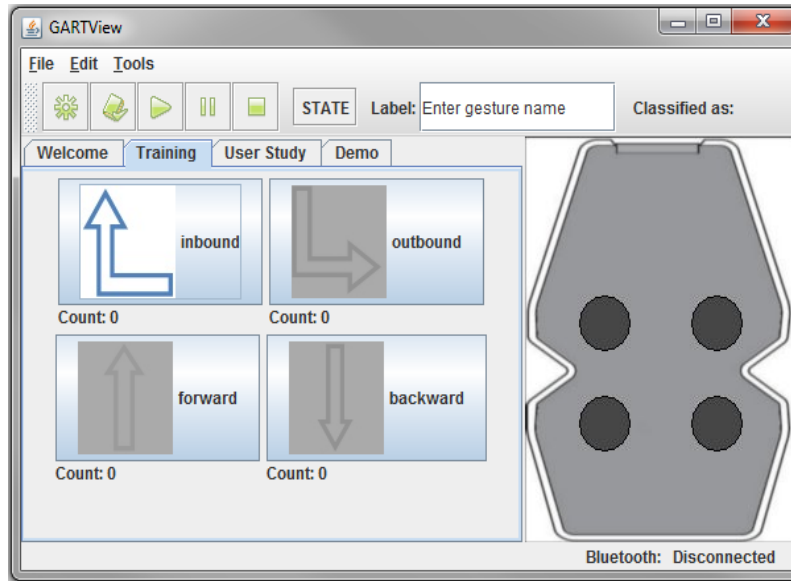 GARTView
File Edit Tools
STATE Label: Enter gesture name Classified as:
Welcome Training User Study Demo
inbound outbound
Count: 0 Count: 0
forward backward
Count: 0 Count: 0
Bluetooth: Disconnected